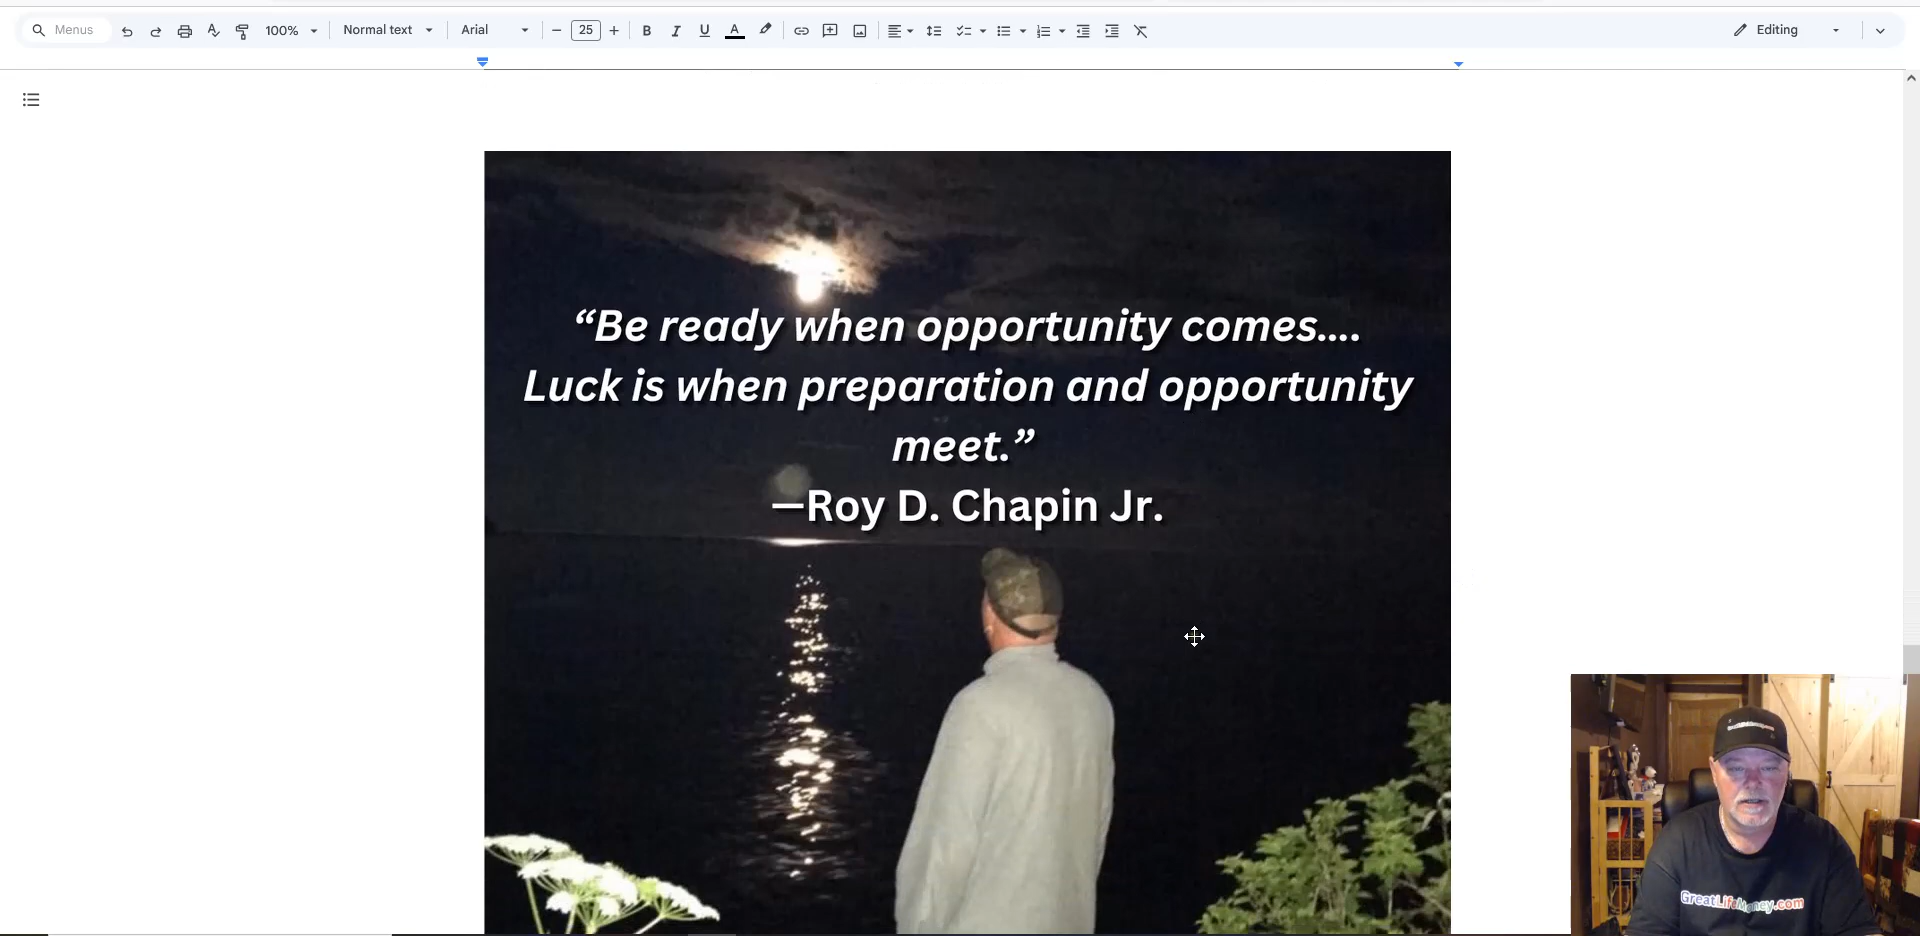 Menus
100%
Normal text
Arial
25
B
I
U
A
Editing
“Be ready when opportunity comes....
Luck is when preparation and opportunity
meet.”
—Roy D. Chapin Jr.
GreatLifeMoney.com